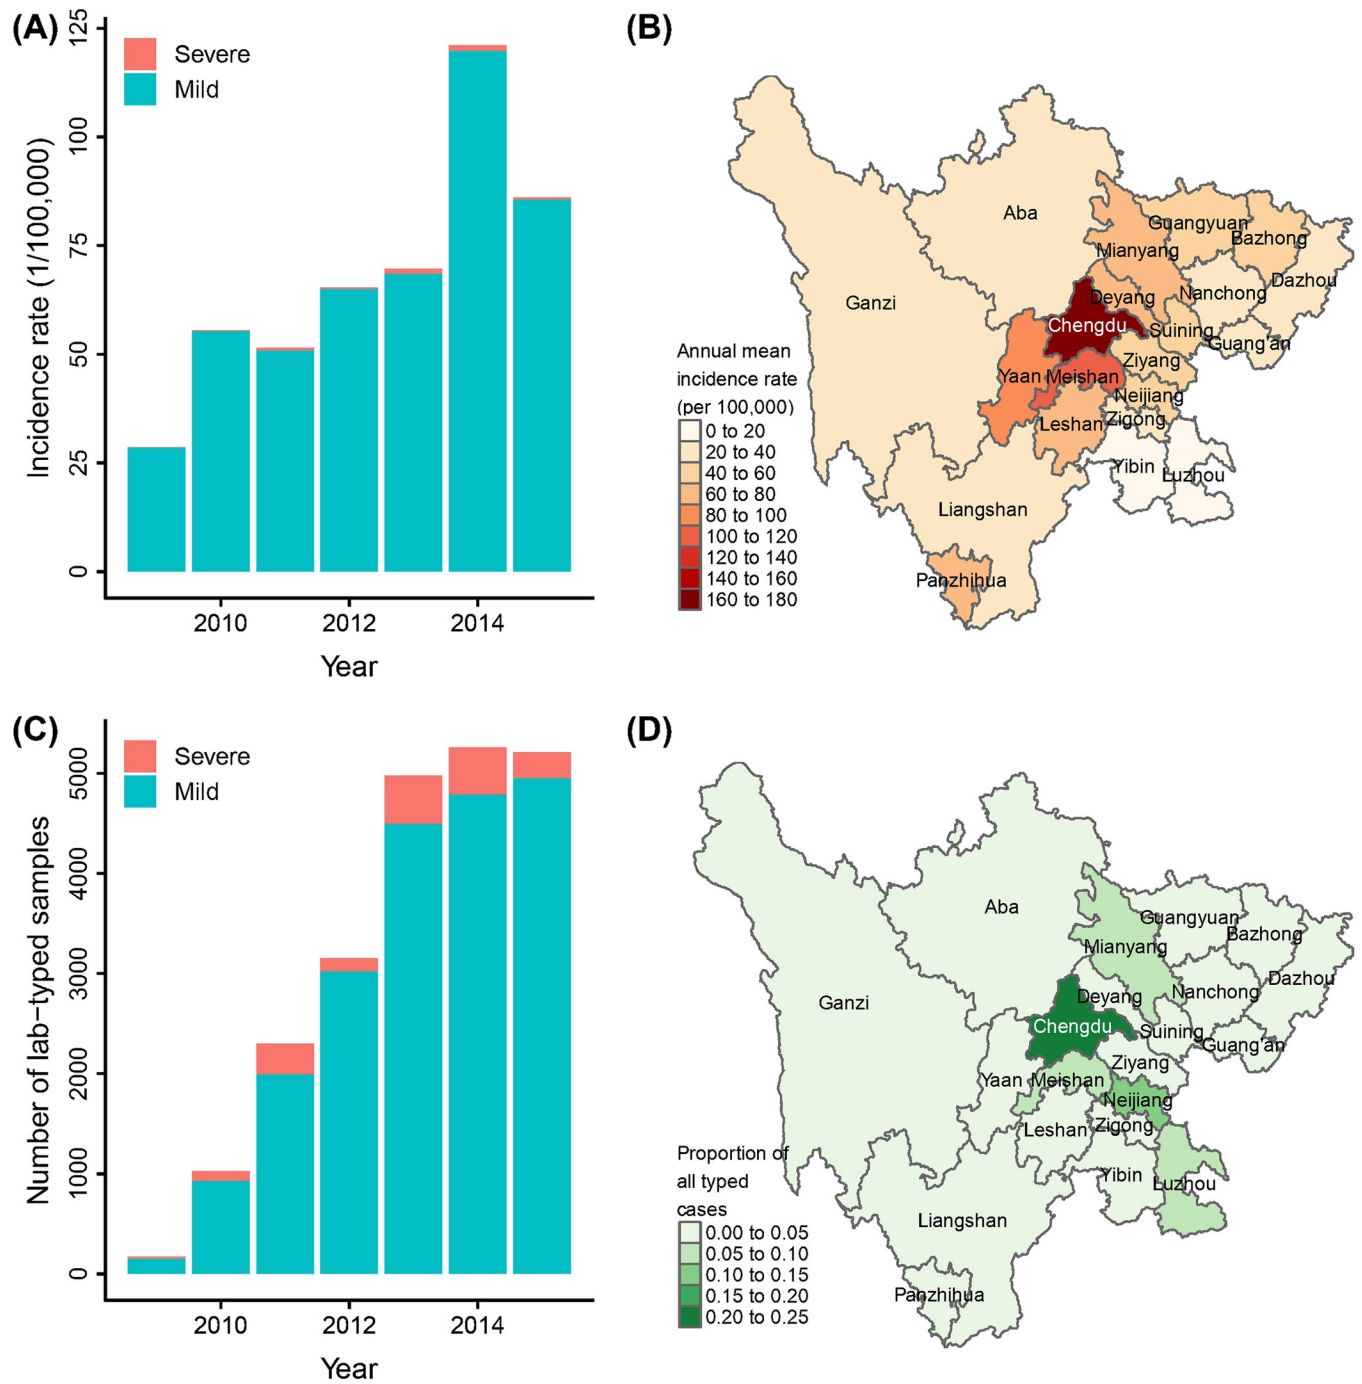 (A)
Severe
Mild
Incidence rate (1/100,000)
125
100
75
50
25
0
2010 2012 2014
Year
(B)
Aba
Guangyuan
Bazhong
Mianyang
Dazhou
Nanchong
Deyang
Ganzi
Chengdu
Suining
Guang'an
Ziyang
Yaan
Meishan
Neijiang
Zigong
Leshan
Yibin
Luzhou
Liangshan
Panzhihua
Annual mean
incidence rate
(per 100,000)
0 to 20
20 to 40
40 to 60
60 to 80
80 to 100
100 to 120
120 to 140
140 to 160
160 to 180
(C)
Severe
Mild
Number of lab−typed samples
5000
4000
3000
2000
1000
0
2010 2012 2014
Year
(D)
Aba
Guangyuan
Bazhong
Mianyang
Dazhou
Nanchong
Deyang
Ganzi
Chengdu
Suining
Guang'an
Ziyang
Yaan
Meishan
Neijiang
Zigong
Leshan
Yibin
Luzhou
Liangshan
Panzhihua
Proportion of
all typed
cases
0.00 to 0.05
0.05 to 0.10
0.10 to 0.15
0.15 to 0.20
0.20 to 0.25